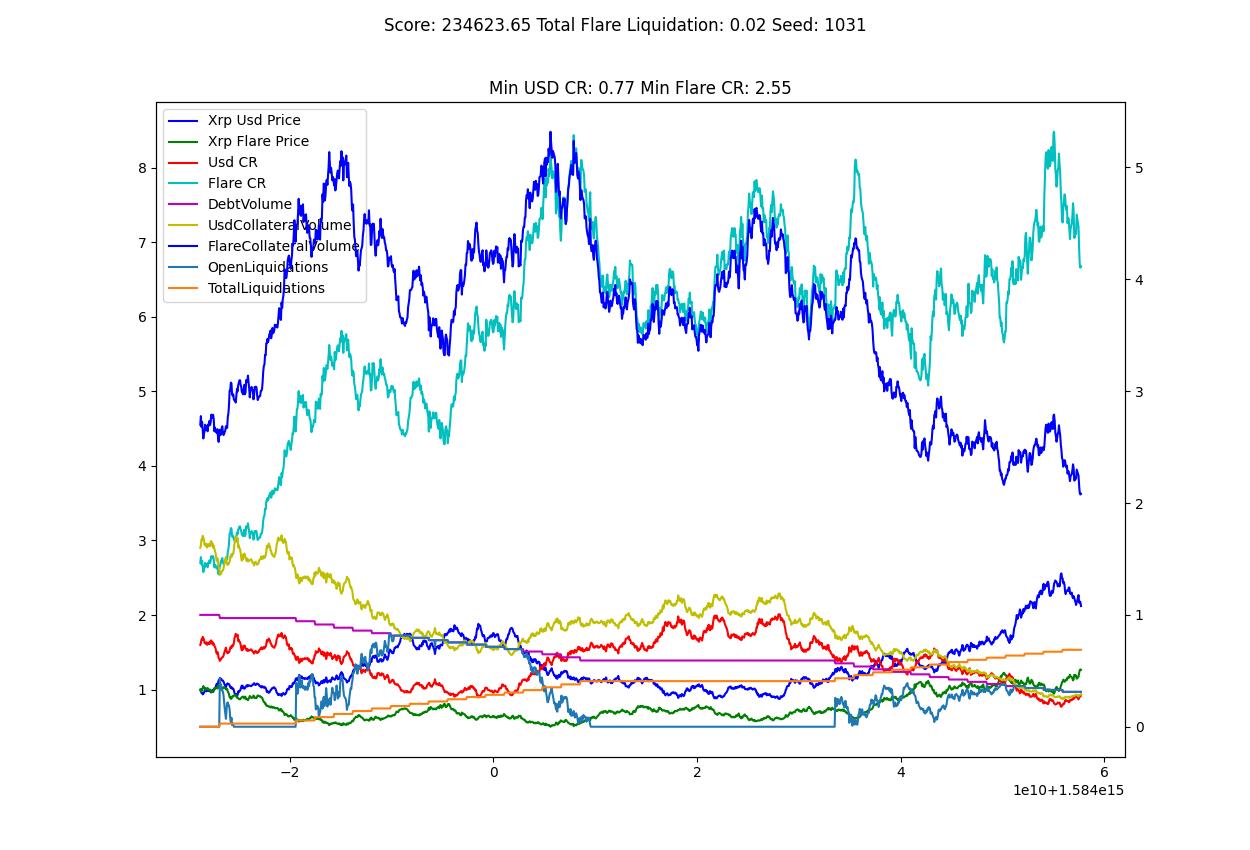 Score: 234623.65 Total Flare Liquidation: 0.02 Seed: 1031
Min USD CR: 0.77 Min Flare CR: 2.55
Xrp Usd Price
Xrp Flare Price
Usd CR
Flare CR
DebtVolume
UsdCollateralVolume
FlareCollateralVolume
OpenLiquidations
TotalLiquidations
8
7
6
5
4
3
2
1
5
4
3
2
1
0
−2
0
2
4
6
1e10+1.584e15